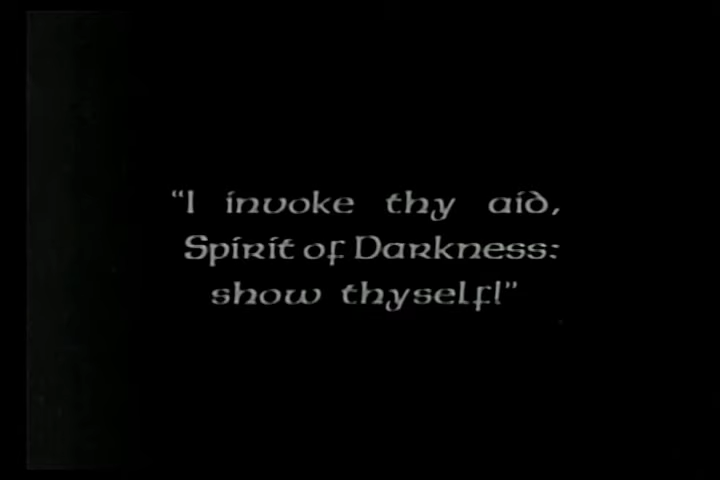 "I invoke thy aid,
Spirit of Darkness:
show thyself!"